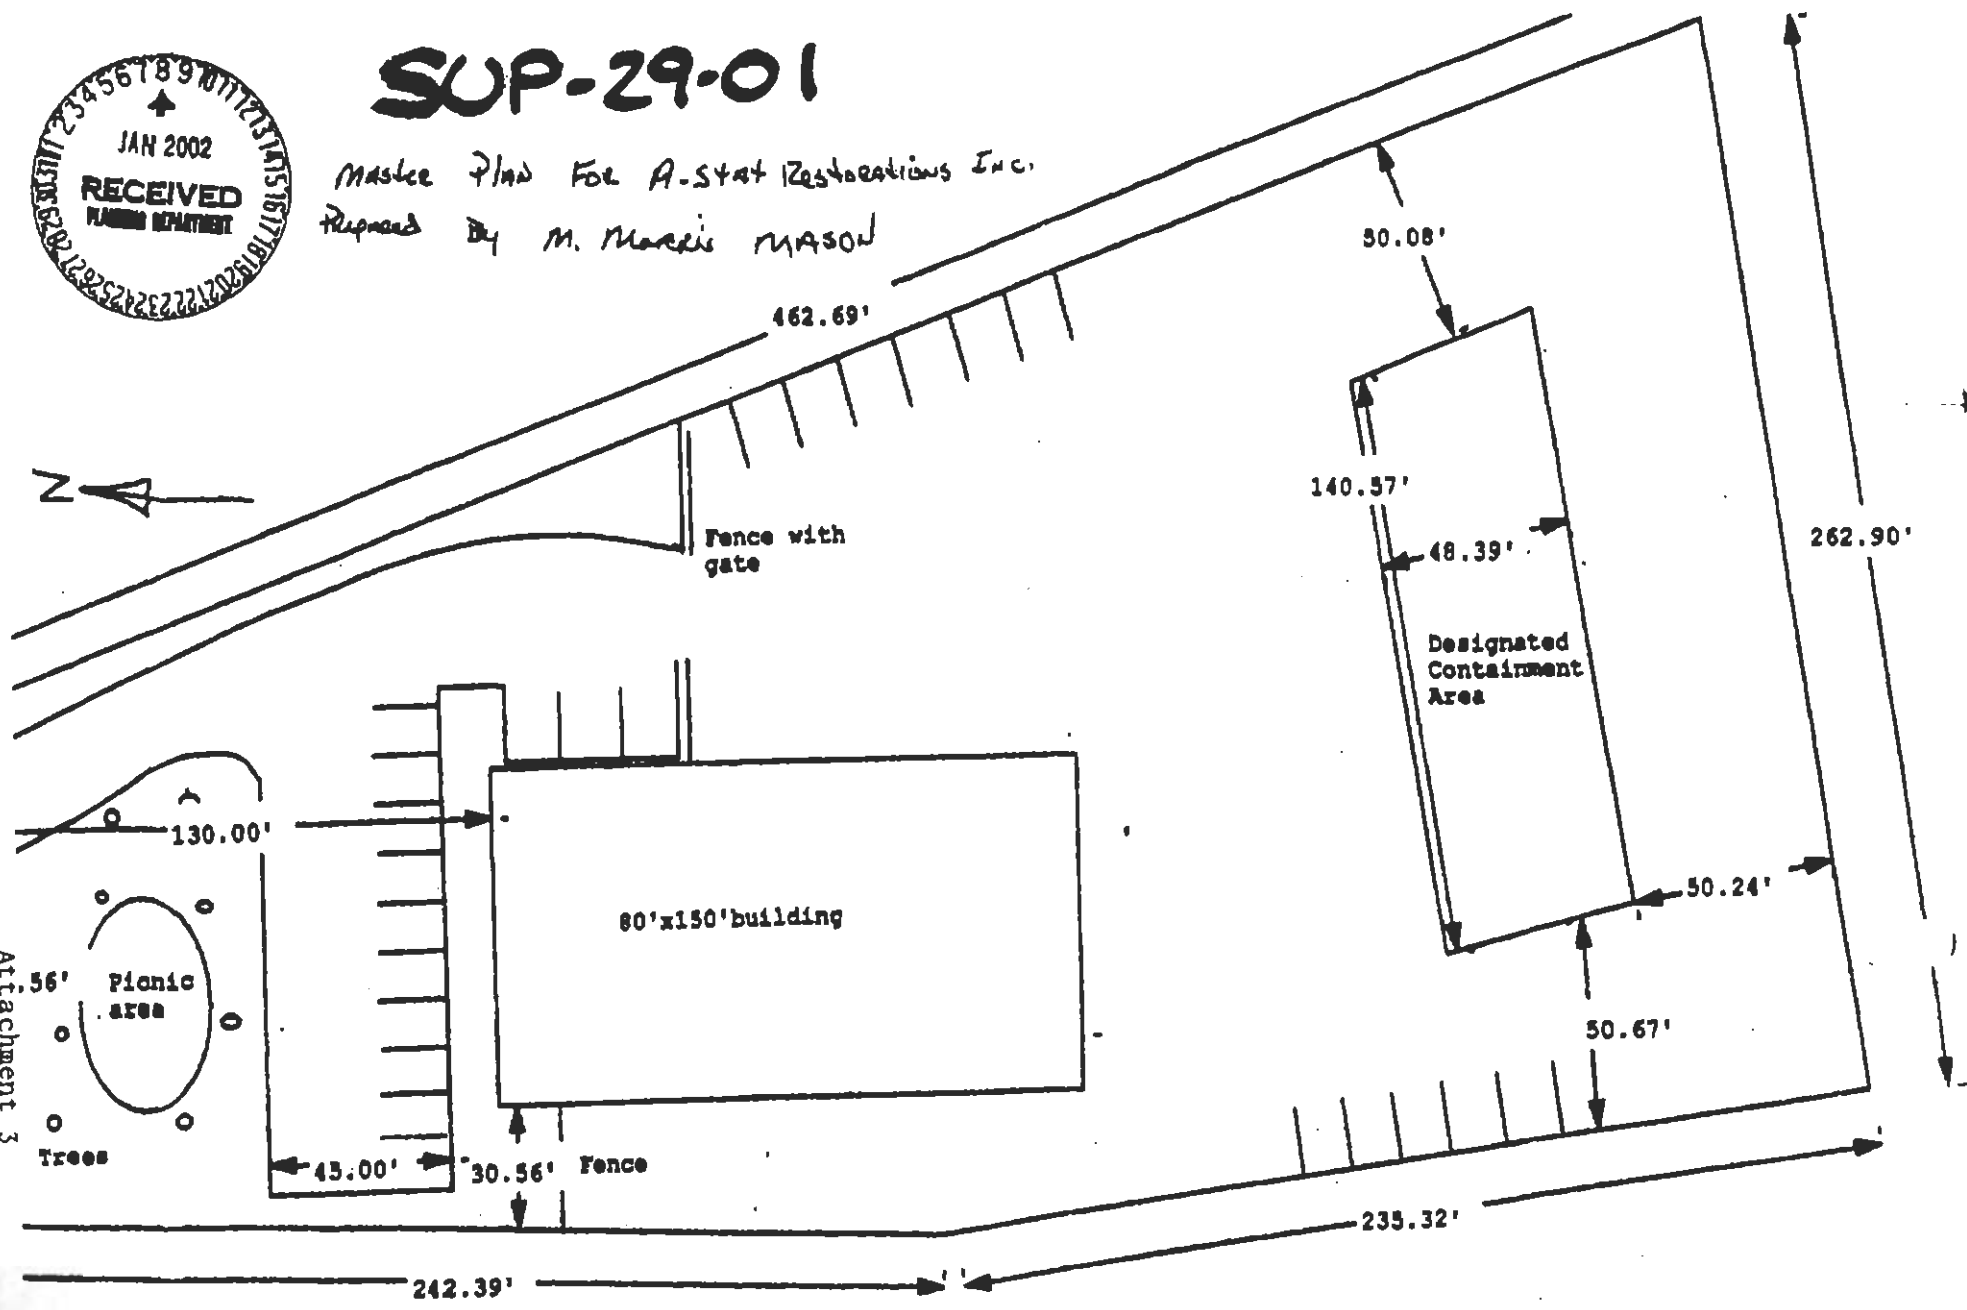 SUP-29-01
JAN 2002
RECEIVED
PLANNING DEPARTMENT
Master Plan For A-Stat Restorations Inc.
Prepared By M. Morris MASON
462.69'
50.08'
N
140.57'
262.90'
Fence with
gate
48.39'
Designated
Containment
Area
130.00'
50.24'
80'x150'building
.56'
Picnic
area
50.67'
Attachment 3
Trees
45.00'
30.56'
Fence
235.32'
242.39'